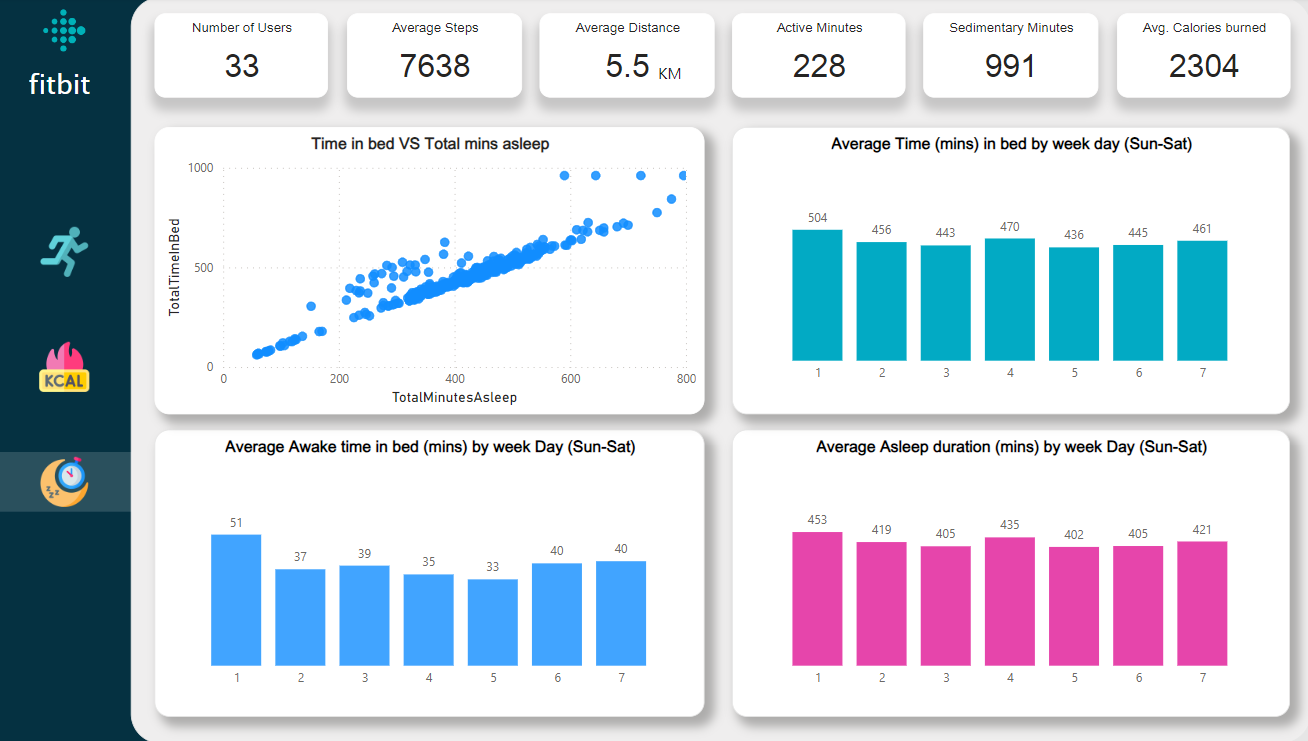 fitbit
KCAL
z z z
Number of Users
33
Average Steps
7638
Average Distance
5.5 KM
Active Minutes
228
Sedimentary Minutes
991
Avg. Calories burned
2304
Time in bed VS Total mins asleep
TotalTimeInBed
1000
500
0
0 200 400 600 800
TotalMinutesAsleep
Average Time (mins) in bed by week day (Sun-Sat)
504 456 443 470 436 445 461
1 2 3 4 5 6 7
Average Awake time in bed (mins) by week Day (Sun-Sat)
51 37 39 35 33 40 40
1 2 3 4 5 6 7
Average Asleep duration (mins) by week Day (Sun-Sat)
453 419 405 435 402 405 421
1 2 3 4 5 6 7